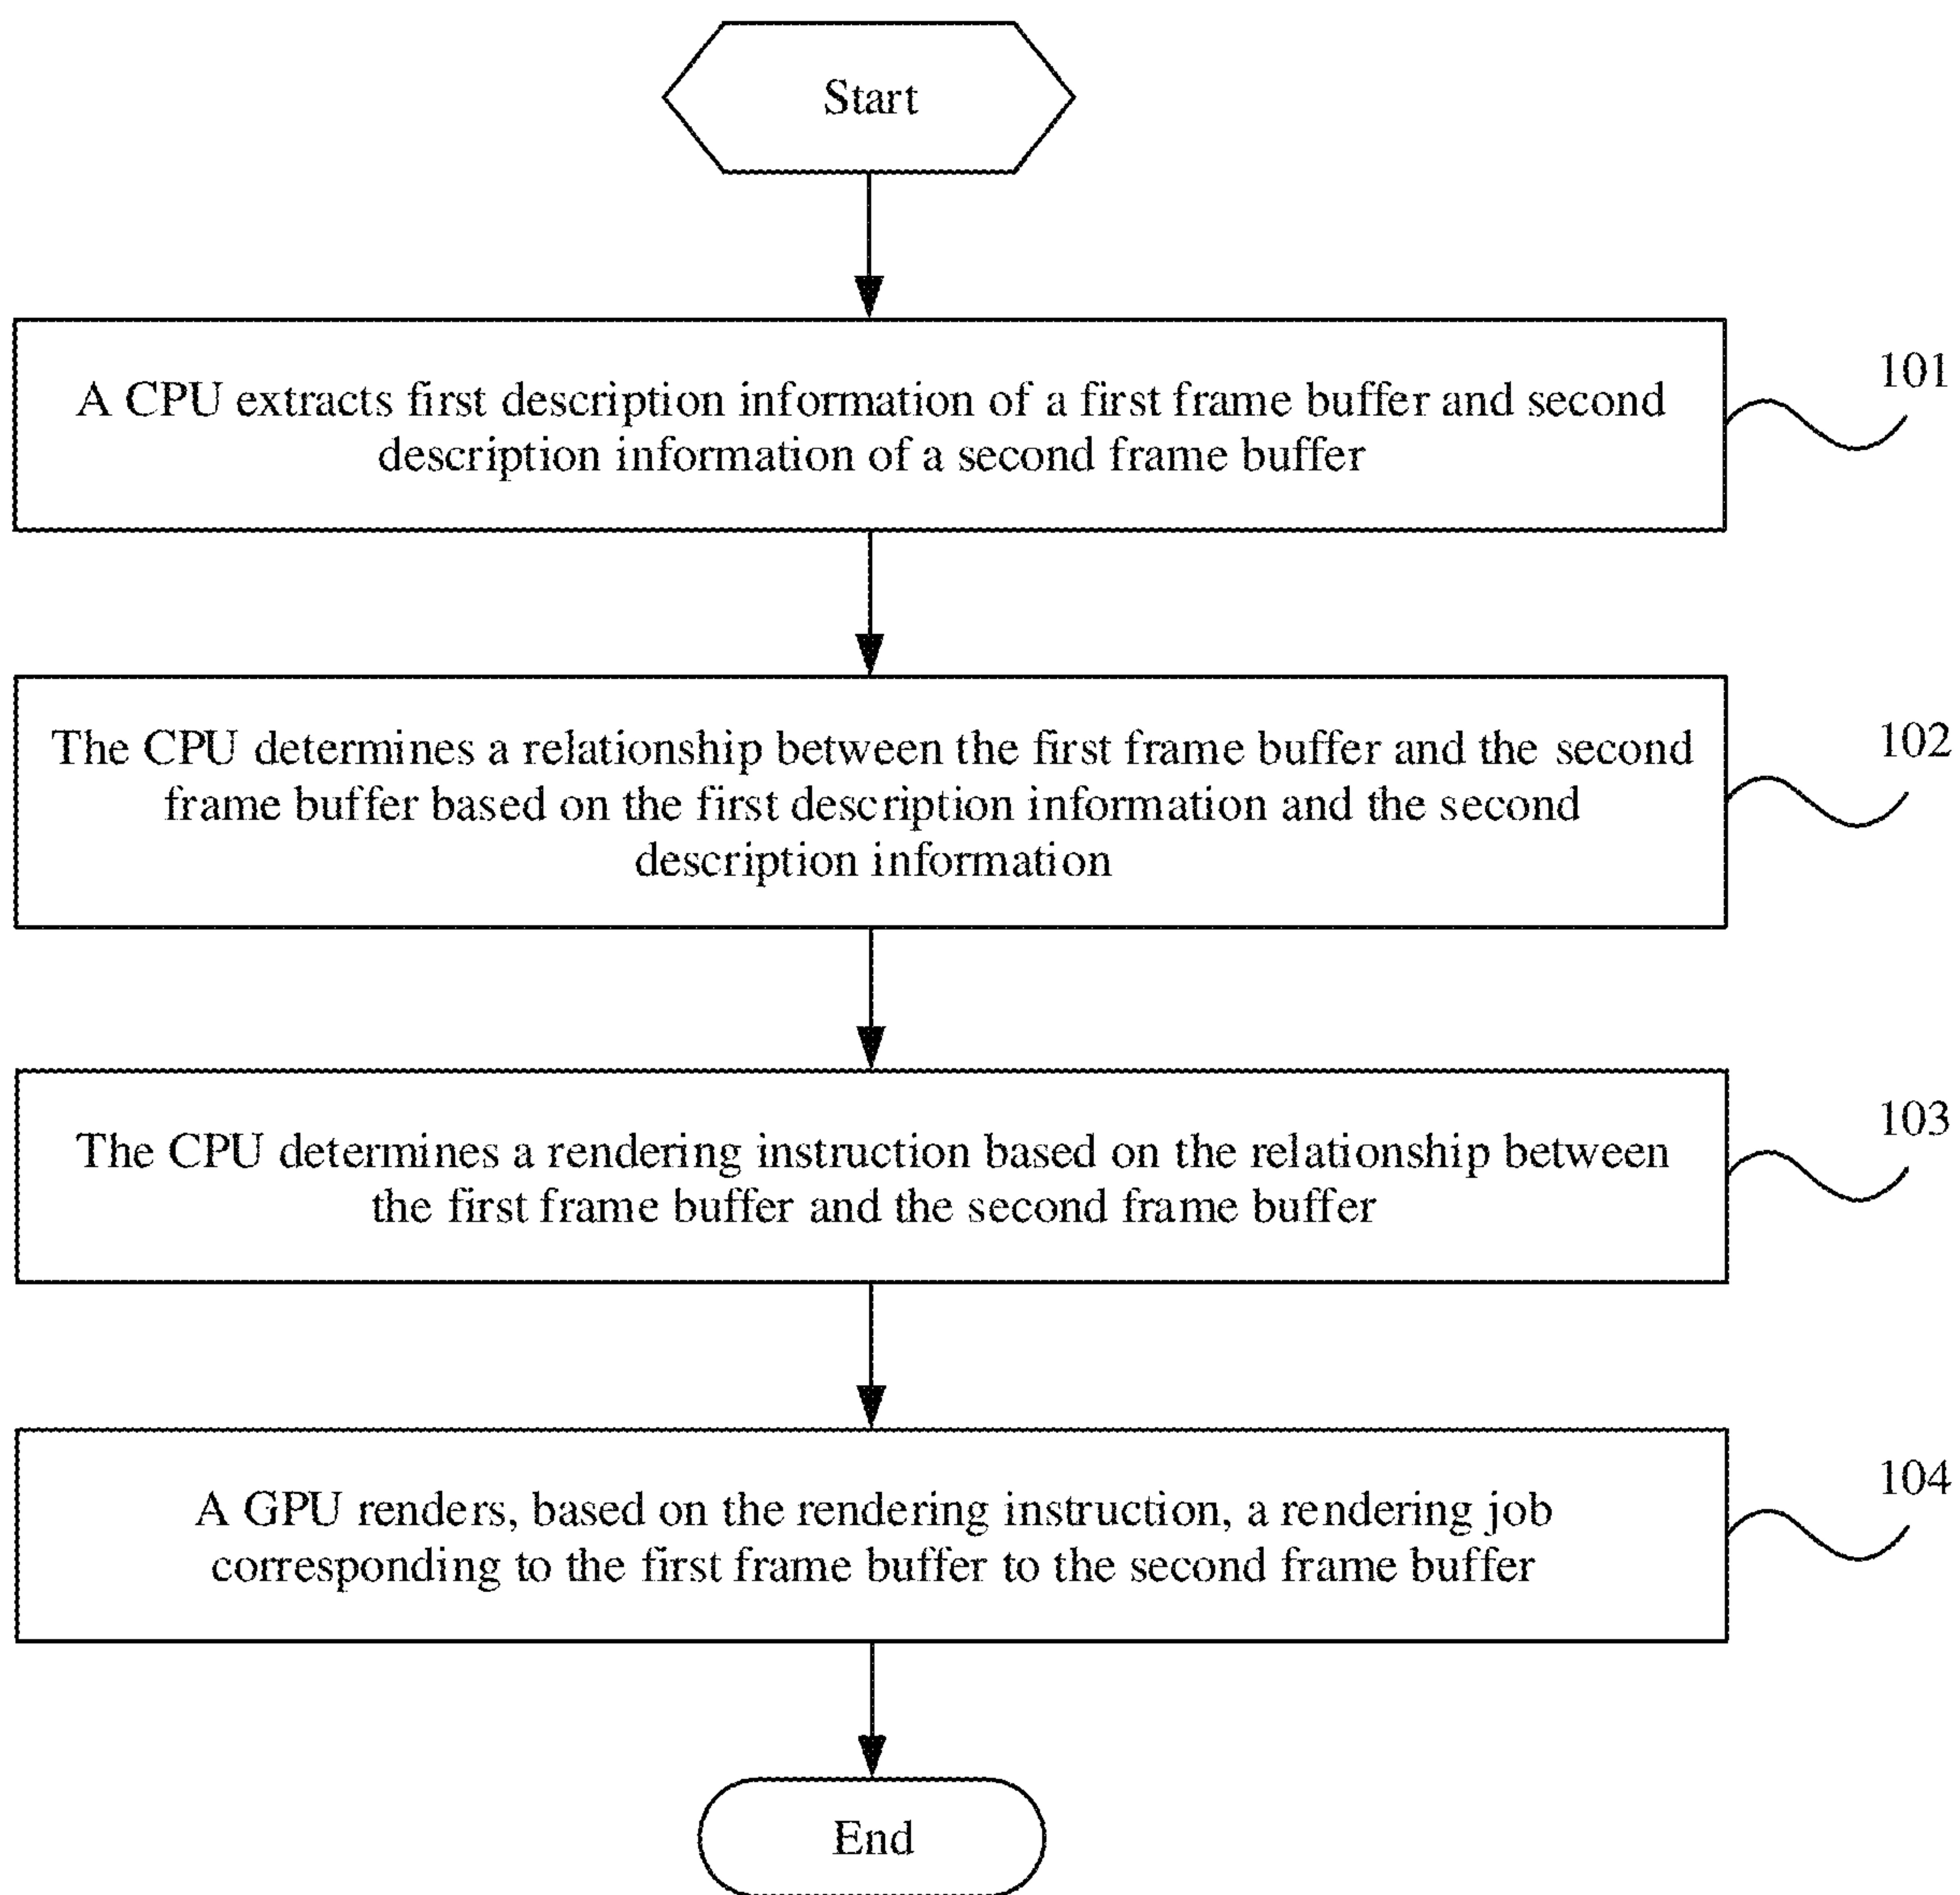 Start
A CPU extracts first description information of a first frame buffer and second
description information of a second frame buffer
101
The CPU determines a relationship between the first frame buffer and the second
frame buffer based on the first description information and the second
description information
102
The CPU determines a rendering instruction based on the relationship between
the first frame buffer and the second frame buffer
103
A GPU renders, based on the rendering instruction, a rendering job
corresponding to the first frame buffer to the second frame buffer
104
End